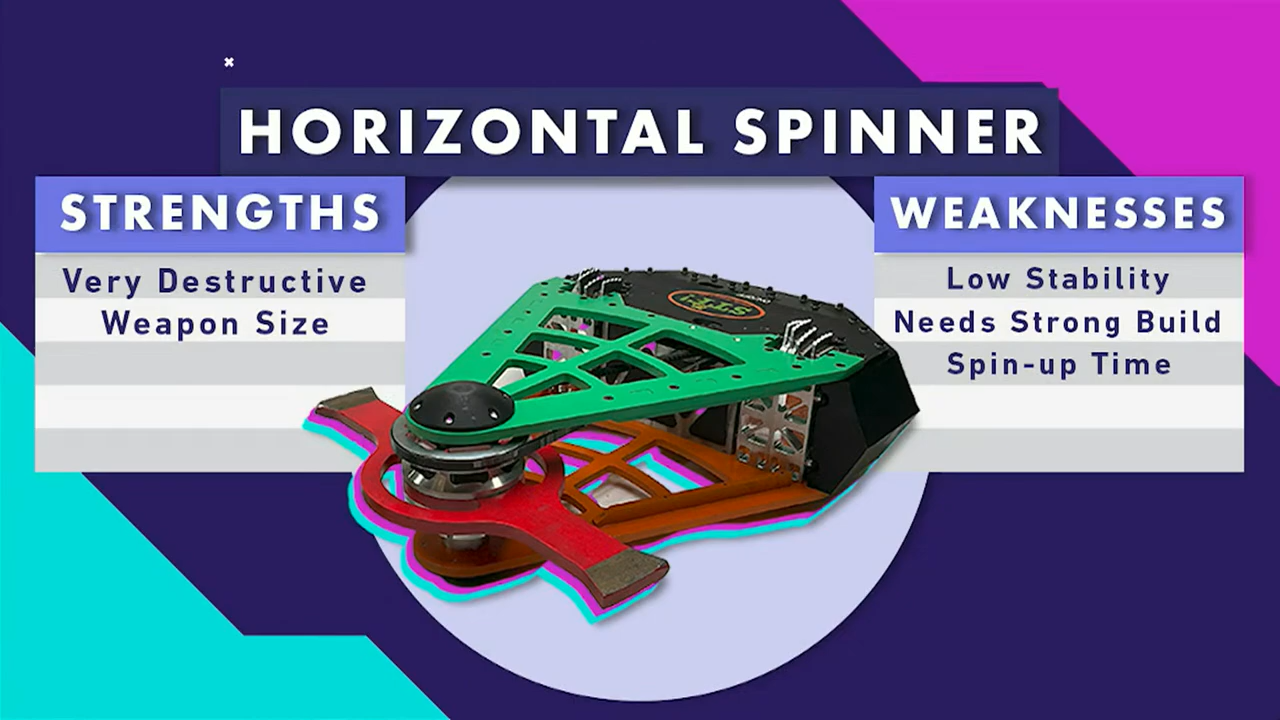 HORIZONTAL SPINNER
STRENGTHS
Very Destructive
Weapon Size
WEAKNESSES
Low Stability
Needs Strong Build
Spin-up Time